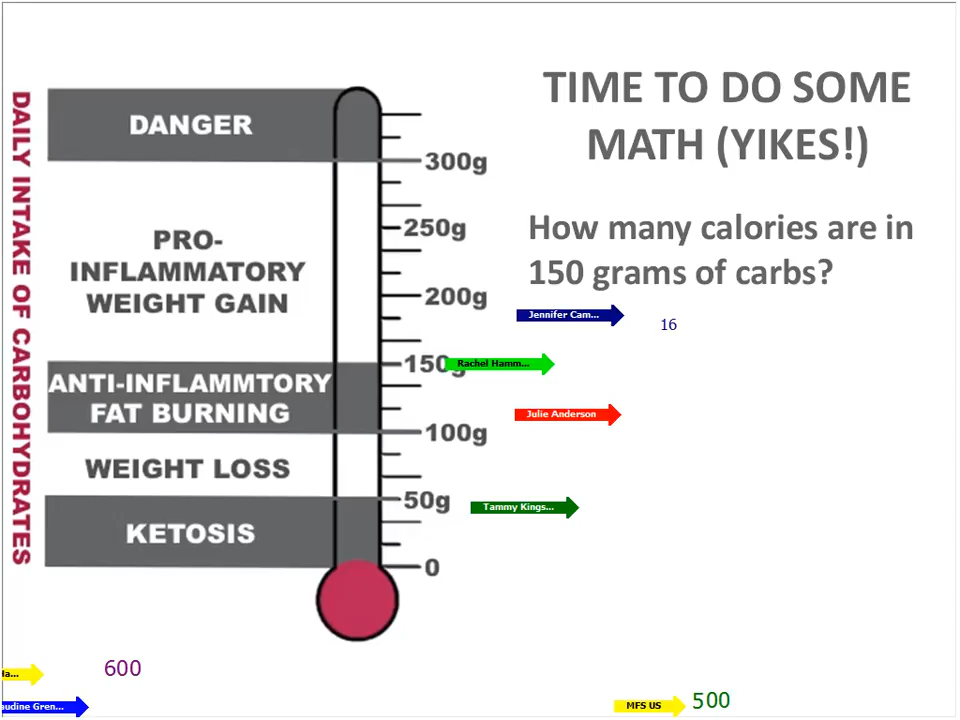 DAILY INTAKE OF CARBOHYDRATES
DANGER
300g
PRO-
INFLAMMATORY
WEIGHT GAIN
250g
200g
150g
ANTI-INFLAMMTORY
FAT BURNING
100g
WEIGHT LOSS
50g
KETOSIS
0
TIME TO DO SOME
MATH (YIKES!)
How many calories are in
150 grams of carbs?
Jennifer Cam...
16
Rachel Hamm...
Julie Anderson
Tammy Kings...
600
audine Gren...
MFS US
500